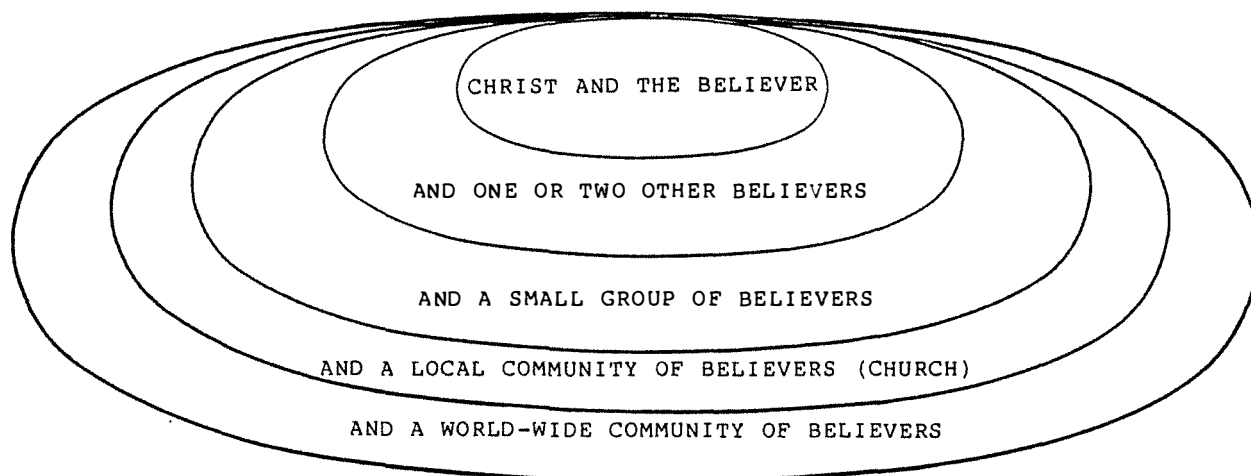 CHRIST AND THE BELIEVER
AND ONE OR TWO OTHER BELIEVERS
AND A SMALL GROUP OF BELIEVERS
AND A LOCAL COMMUNITY OF BELIEVERS (CHURCH)
AND A WORLD-WIDE COMMUNITY OF BELIEVERS